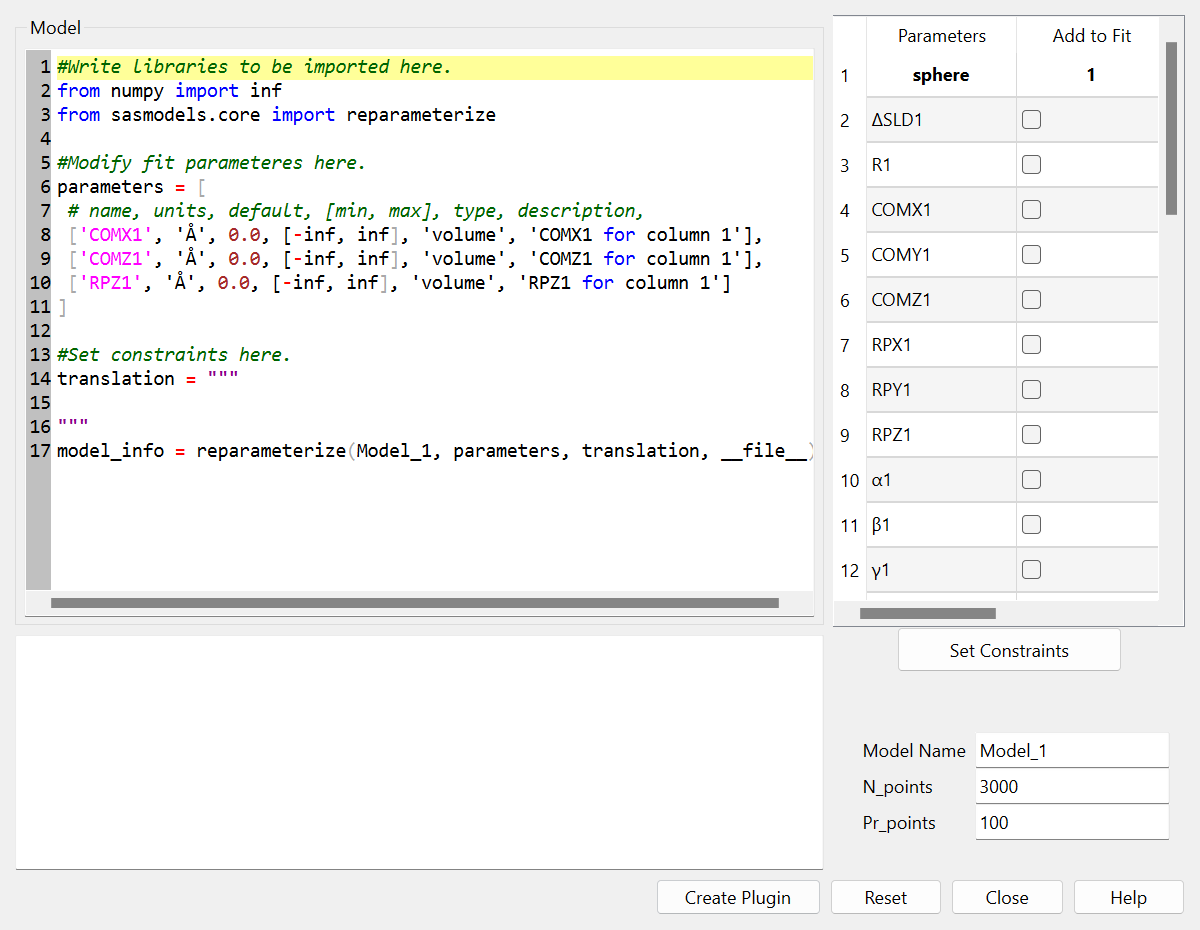 Model
1 #Write libraries to be imported here.
2 from numpy import inf
3 from sasmodels.core import reparameterize
4
5 #Modify fit parameteres here.
6 parameters = [
7 # name, units, default, [min, max], type, description,
8 ['COMX1', 'Å', 0.0, [-inf, inf], 'volume', 'COMX1 for column 1'],
9 ['COMZ1', 'Å', 0.0, [-inf, inf], 'volume', 'COMZ1 for column 1'],
10 ['RPZ1', 'Å', 0.0, [-inf, inf], 'volume', 'RPZ1 for column 1']
11 ]
12
13 #Set constraints here.
14 translation = """
15
16 """
17 model_info = reparameterize(Model_1, parameters, translation, __file__)
Parameters Add to Fit
1 sphere 1
2 ΔSLD1
3 R1
4 COMX1
5 COMY1
6 COMZ1
7 RPX1
8 RPY1
9 RPZ1
10 α1
11 β1
12 γ1
Set Constraints
Model Name Model_1
N_points 3000
Pr_points 100
Create Plugin Reset Close Help